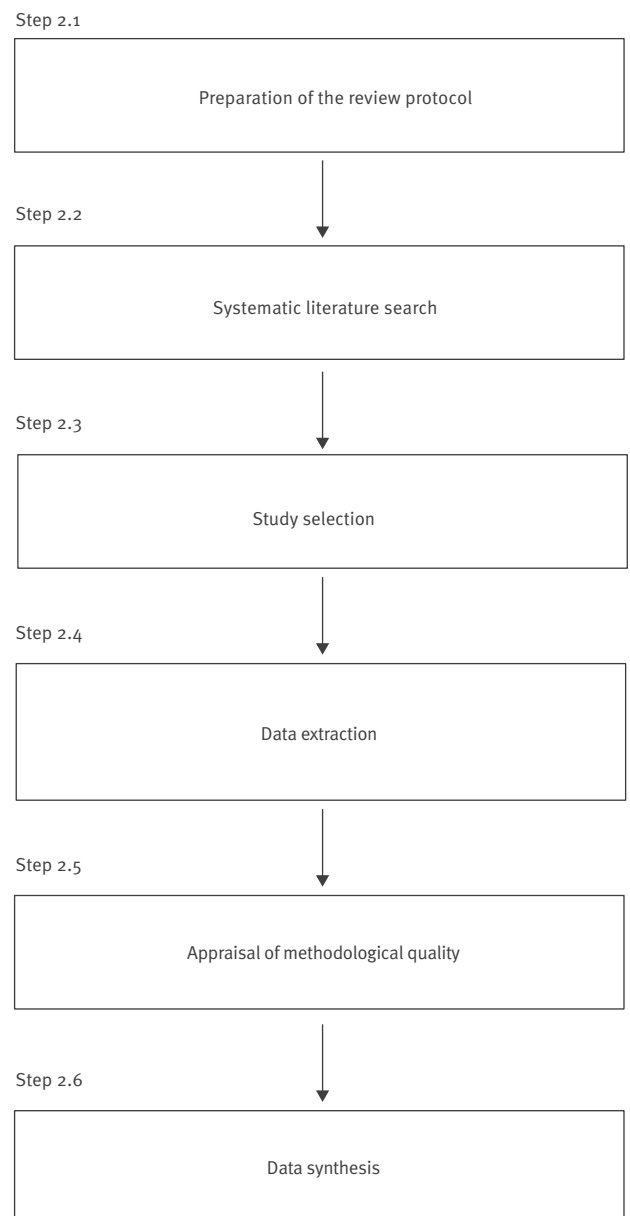 Step 2.1
Preparation of the review protocol
Step 2.2
Systematic literature search
Step 2.3
Study selection
Step 2.4
Data extraction
Step 2.5
Appraisal of methodological quality
Step 2.6
Data synthesis